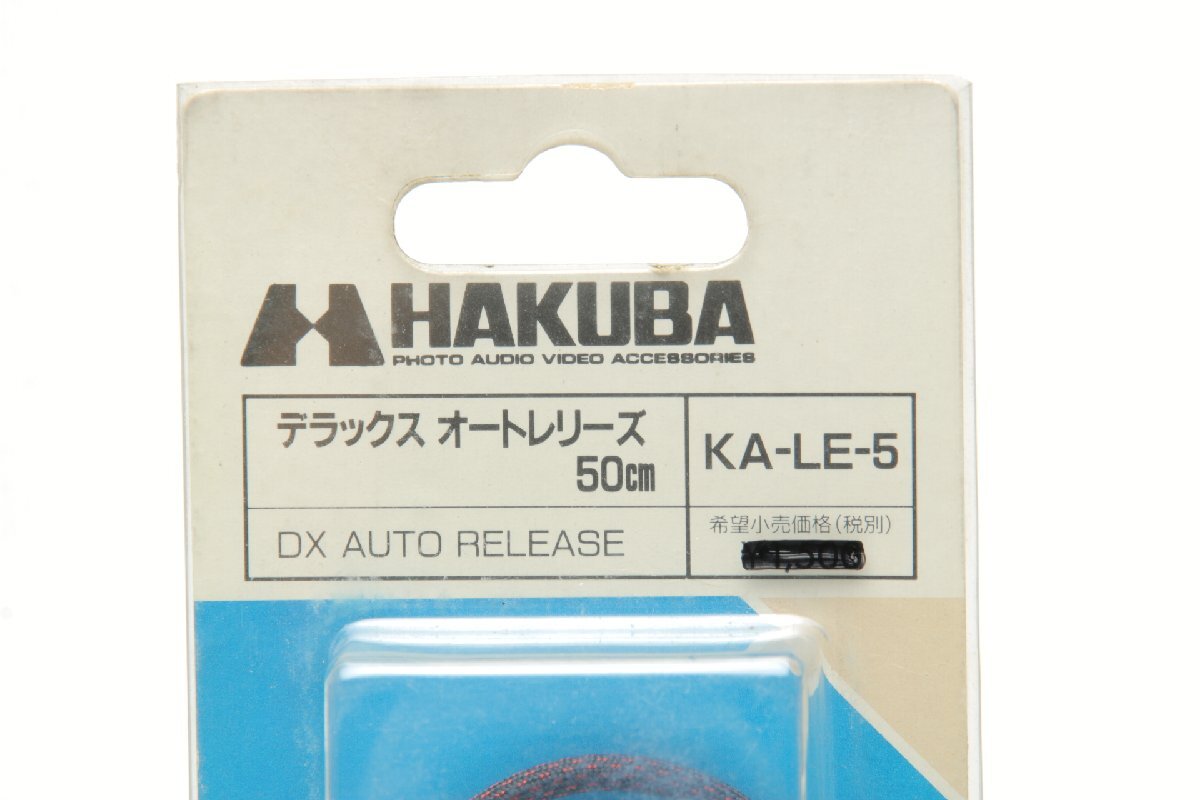 HAKUBA
PHOTO AUDIO VIDEO ACCESSORIES
デラックス オートレリーズ
50cm
KA-LE-5
DX AUTO RELEASE
希望小売価格(税別)